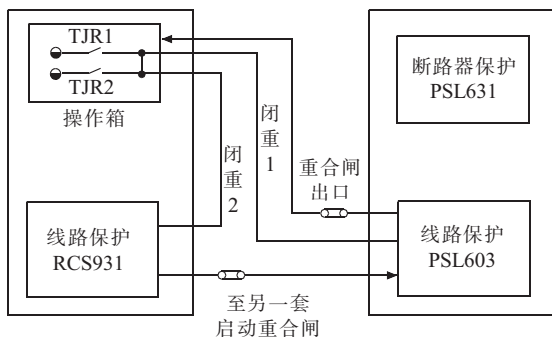 TJR1
TJR2
操作箱
闭重1
闭重2
重合闸
出口
断路器保护
PSL631
线路保护
RCS931
线路保护
PSL603
至另一套
启动重合闸